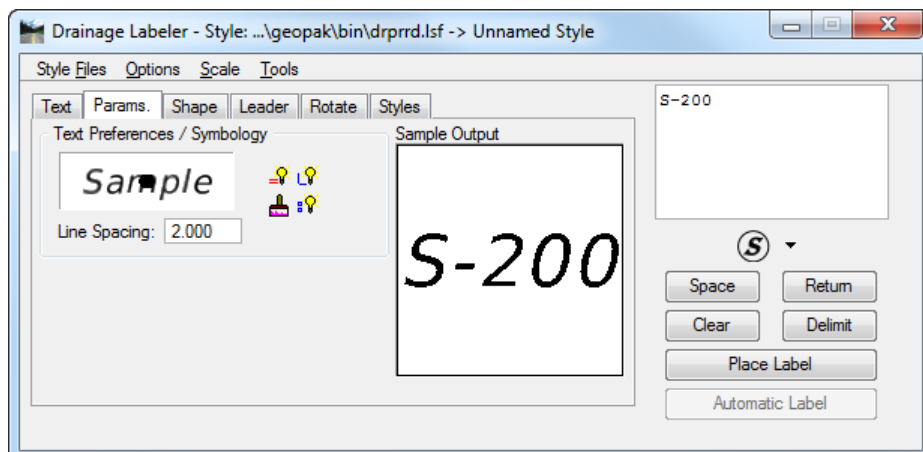 Drainage Labeler - Style: ...\geopak\bin\drprrd.lsf -> Unnamed Style
Style Files Options Scale Tools
Text Params. Shape Leader Rotate Styles
Text Preferences / Symbology
Sample
Line Spacing: 2.000
Sample Output
S-200
S-200
S
Space Return
Clear Delimit
Place Label
Automatic Label